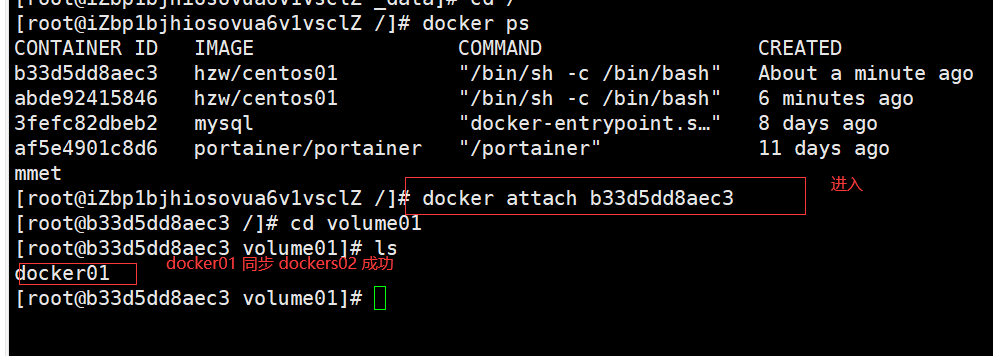 [root@iZbp1bjhiosovua6v1vsclZ _data]# cd /
[root@iZbp1bjhiosovua6v1vsclZ /]# docker ps
CONTAINER ID   IMAGE                 COMMAND                  CREATED
b33d5dd8aec3   hzw/centos01          "/bin/sh -c /bin/bash"   About a minute ago
abde92415846   hzw/centos01          "/bin/sh -c /bin/bash"   6 minutes ago
3fefc82dbeb2   mysql                 "docker-entrypoint.s…"   8 days ago
af5e4901c8d6   portainer/portainer   "/portainer"             11 days ago
mmet
[root@iZbp1bjhiosovua6v1vsclZ /]# docker attach b33d5dd8aec3
进入
[root@b33d5dd8aec3 /]# cd volume01
[root@b33d5dd8aec3 volume01]# ls
docker01 同步 dockers02 成功
docker01
[root@b33d5dd8aec3 volume01]#